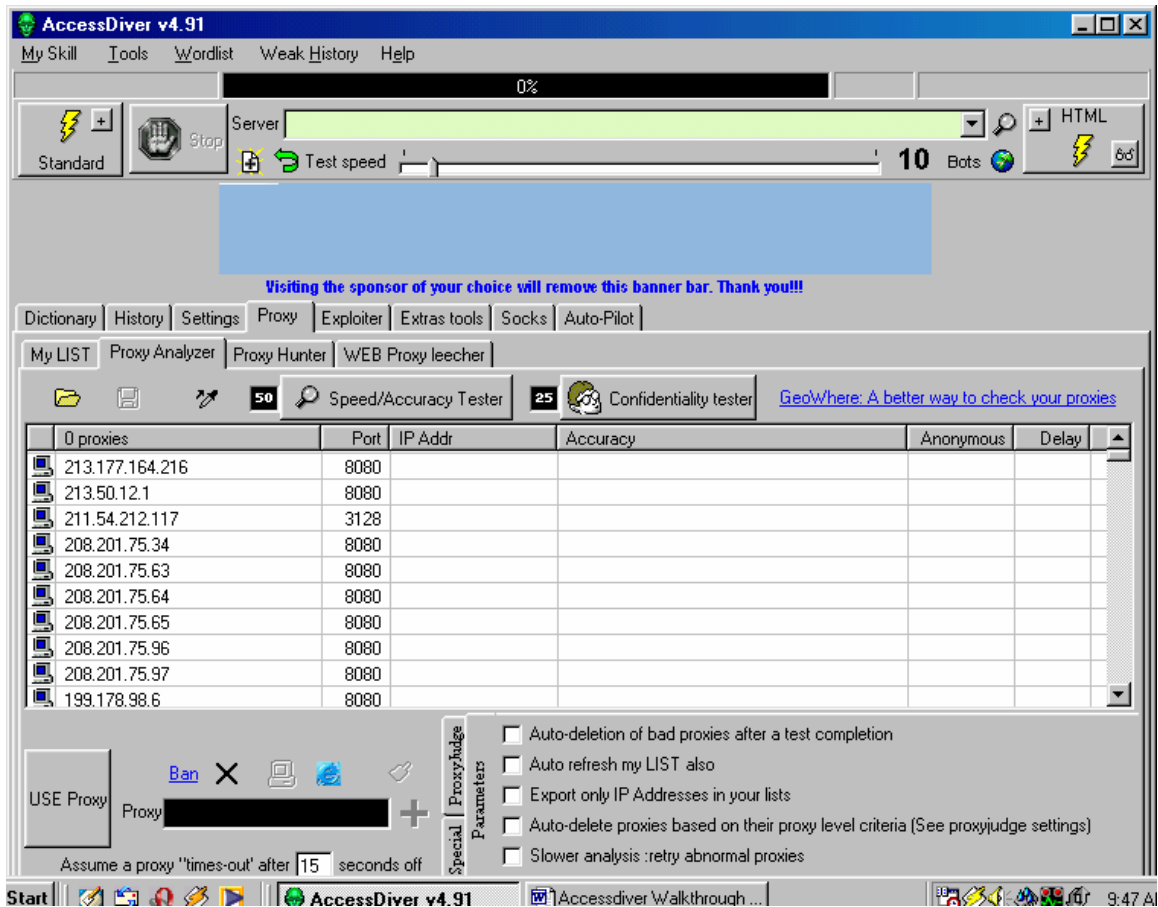 AccessDiver v4.91
My Skill Tools Wordlist Weak History Help
0%
Standard
+
Stop
Server
Test speed
10 Bots
+ HTML
Visiting the sponsor of your choice will remove this banner bar. Thank you!!!
Dictionary History Settings Proxy Exploiter Extras tools Socks Auto-Pilot
My LIST Proxy Analyzer Proxy Hunter WEB Proxy leecher
50 Speed/Accuracy Tester 25 Confidentiality tester GeoWhere: A better way to check your proxies
0 proxies Port IP Addr Accuracy Anonymous Delay
213.177.164.216 8080
213.50.12.1 8080
211.54.212.117 3128
208.201.75.34 8080
208.201.75.63 8080
208.201.75.64 8080
208.201.75.65 8080
208.201.75.96 8080
208.201.75.97 8080
199.178.98.6 8080
USE Proxy
Ban
Proxy
Assume a proxy "times-out' after 15 seconds off
ProxyJudge
Special
Parameters
Auto-deletion of bad proxies after a test completion
Auto refresh my LIST also
Export only IP Addresses in your lists
Auto-delete proxies based on their proxy level criteria (See proxyjudge settings)
Slower analysis :retry abnormal proxies
Start AccessDiver v4.91 Accessdiver Walkthrough ... 9:47 A